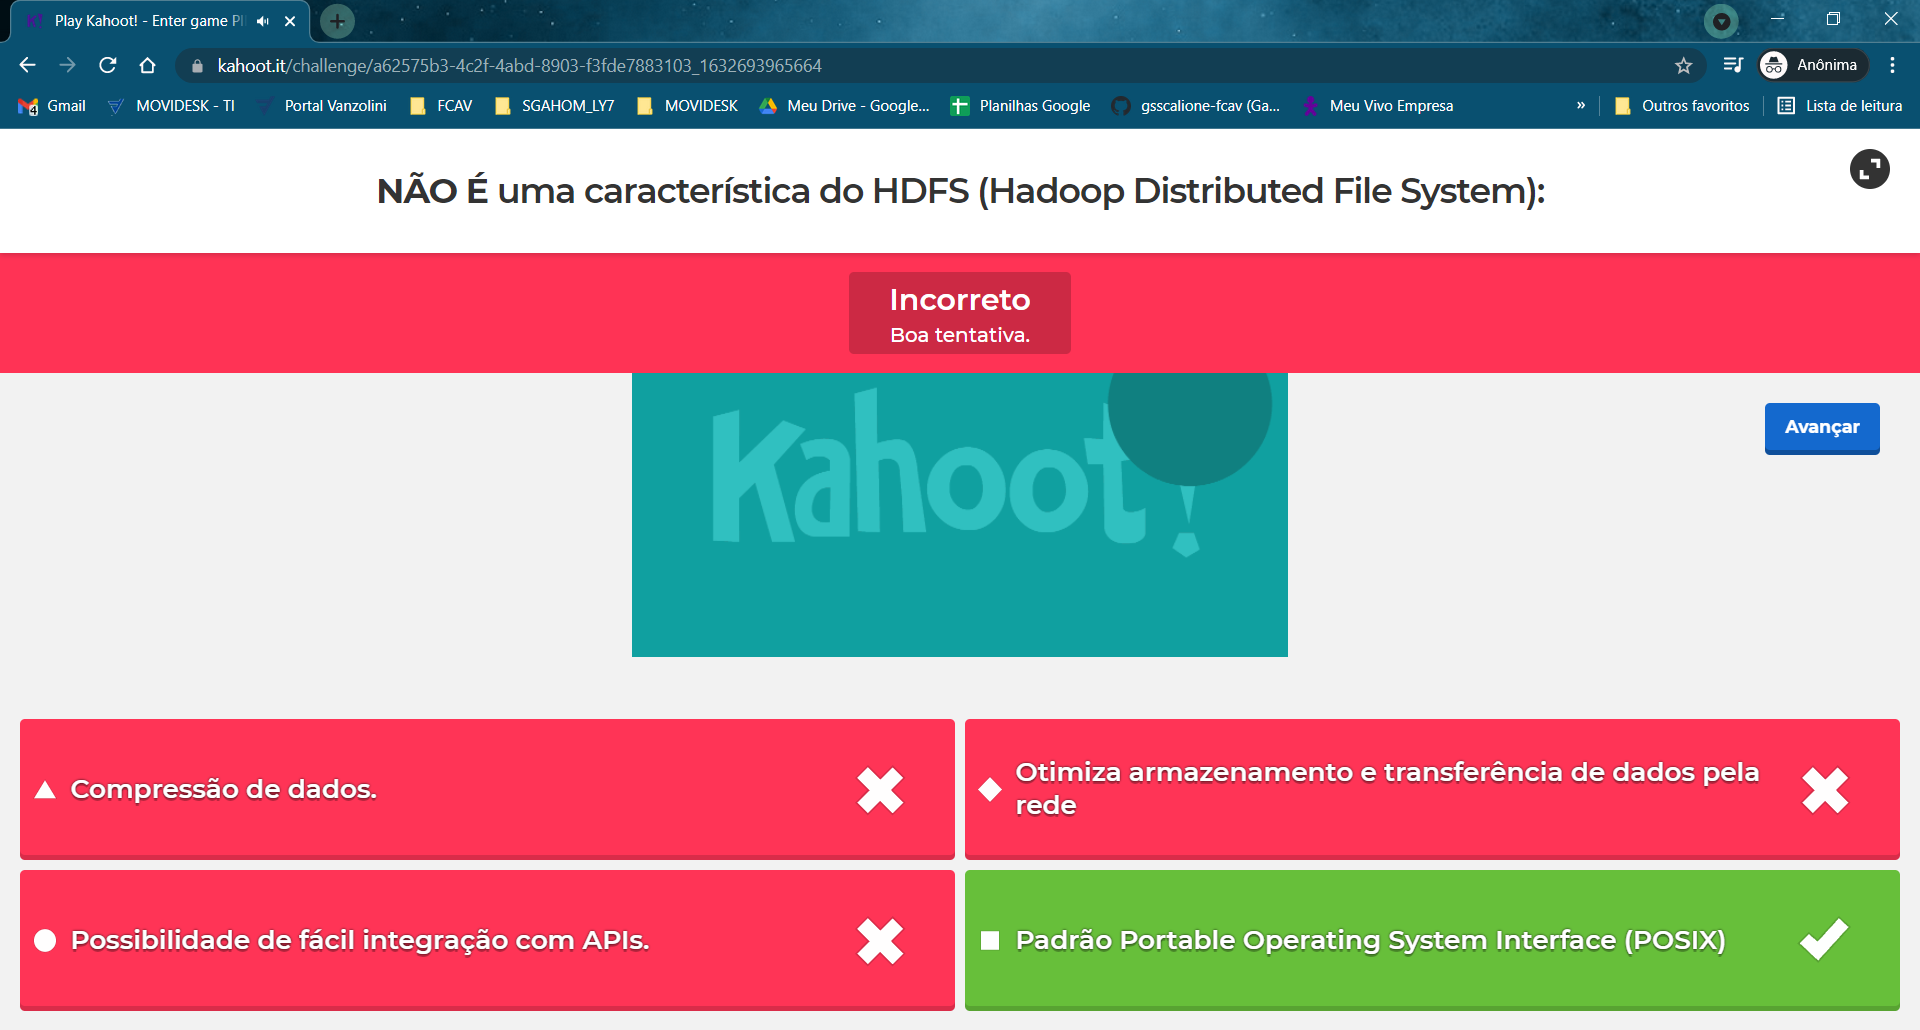 Play Kahoot! - Enter game P
kahoot.it/challenge/a62575b3-4c2f-4abd-8903-f3fde7883103_1632693965664
Anônima
4 Gmail MOVIDESK - TI Portal Vanzolini FCAV SGAHOM_LY7 MOVIDESK Meu Drive - Google... Planilhas Google gsscalione-fcav (Ga... Meu Vivo Empresa » Outros favoritos Lista de leitura
NÃO É uma característica do HDFS (Hadoop Distributed File System):
Incorreto
Boa tentativa.
Kahoot!
Avançar
Compressão de dados.
Otimiza armazenamento e transferência de dados pela
rede
Possibilidade de fácil integração com APIs.
Padrão Portable Operating System Interface (POSIX)